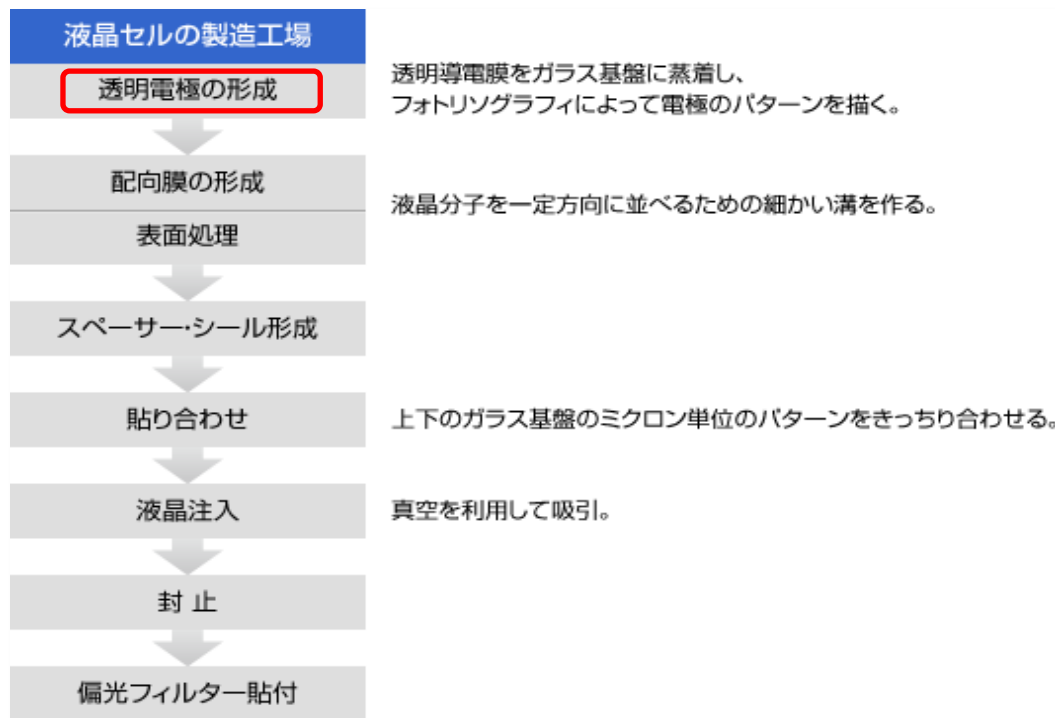 液晶セルの製造工場
透明電極の形成
透明導電膜をガラス基盤に蒸着し、
フォトリソグラフィによって電極のパターンを描く。
配向膜の形成
液晶分子を一定方向に並べるための細かい溝を作る。
表面処理
スペーサー・シール形成
貼り合わせ
上下のガラス基盤のミクロン単位のパターンをきっちり合わせる。
液晶注入
真空を利用して吸引。
封 止
偏光フィルター貼付